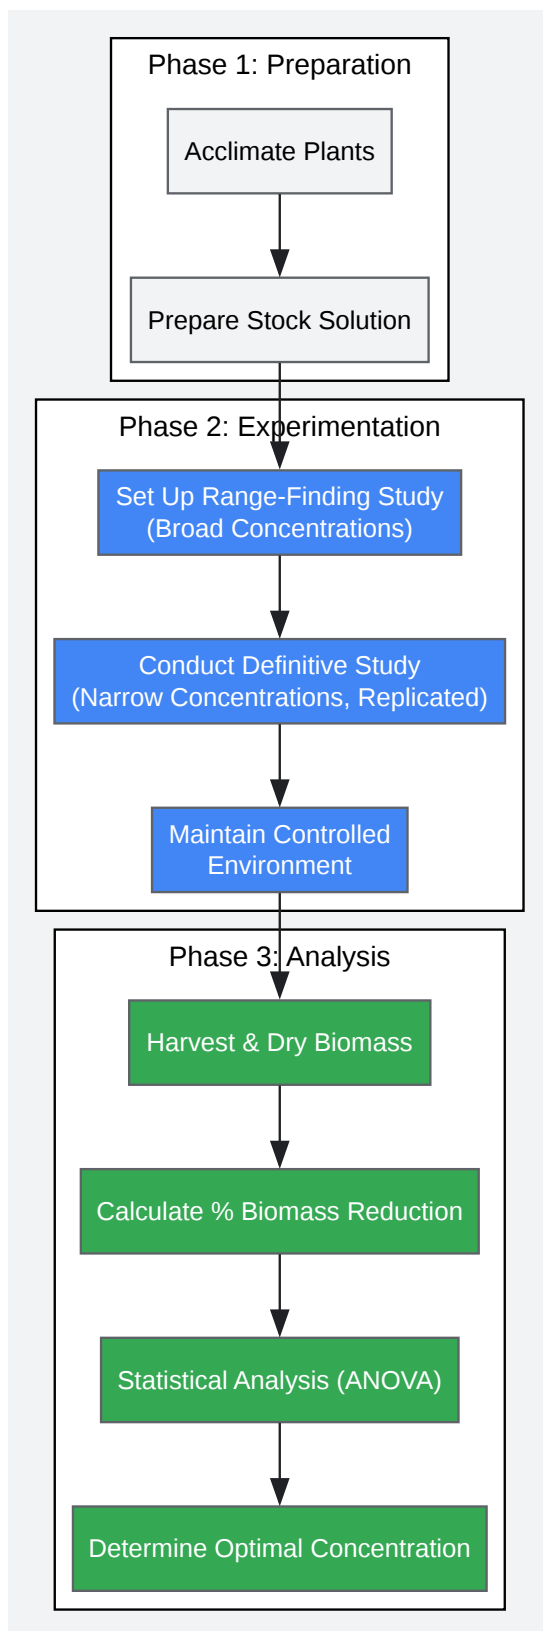 Phase 1: Preparation
Acclimate Plants
Prepare Stock Solution
Phase 2: Experimentation
Set Up Range-Finding Study
(Broad Concentrations)
Conduct Definitive Study
(Narrow Concentrations, Replicated)
Maintain Controlled
Environment
Phase 3: Analysis
Harvest & Dry Biomass
Calculate % Biomass Reduction
Statistical Analysis (ANOVA)
Determine Optimal Concentration